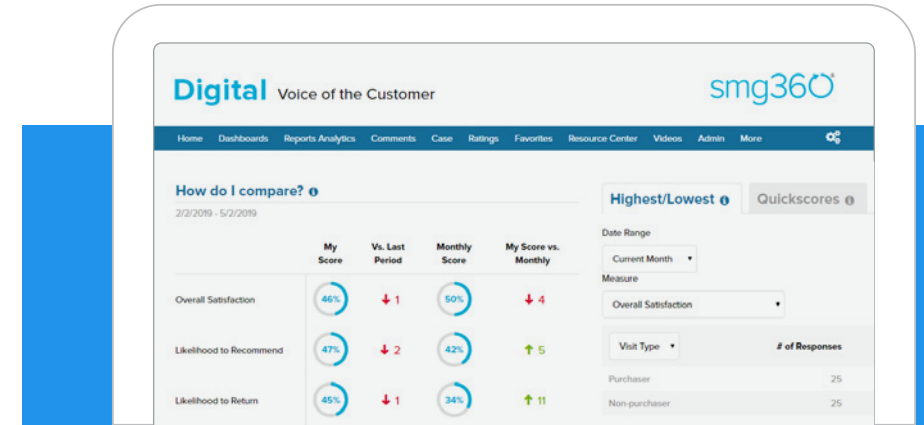 Digital Voice of the Customer
smg360
Home Dashboards Reports Analytics Comments Case Ratings Favorites Resource Center Videos Admin More
How do I compare?
2/2/2019 - 5/2/2019
My Score Vs. Last Period Monthly Score My Score vs. Monthly
Overall Satisfaction 46% 1 50% 4
Likelihood to Recommend 47% 2 42% 5
Likelihood to Return 45% 1 34% 11
Highest/Lowest Quickscores
Date Range
Current Month
Measure
Overall Satisfaction
Visit Type # of Responses
Purchaser 25
Non-purchaser 25